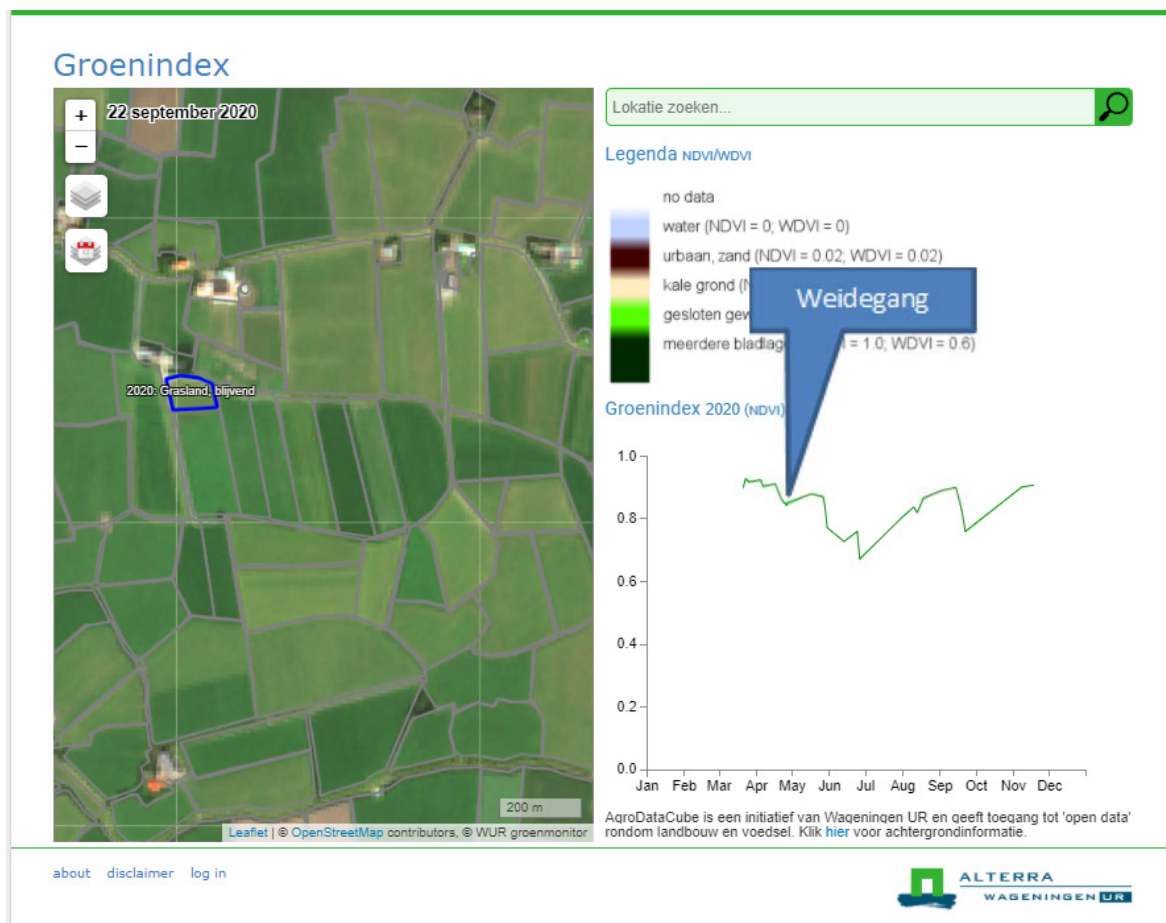 Groenindex
+
22 september 2020
−
2020: Grasland, blijvend
200 m
Leaflet | © OpenStreetMap contributors, © WUR groenmonitor
Lokatie zoeken...
Legenda NDVI/WDVI
no data
water (NDVI = 0; WDVI = 0)
urbaan, zand (NDVI = 0.02; WDVI = 0.02)
kale grond (N
gesloten gew
meerdere bladlag I = 1.0; WDVI = 0.6)
Weidegang
Groenindex 2020 (NDVI)
1.0
0.8
0.6
0.4
0.2
0.0
Jan Feb Mar Apr May Jun Jul Aug Sep Oct Nov Dec
AgroDataCube is een initiatief van Wageningen UR en geeft toegang tot 'open data'
rondom landbouw en voedsel. Klik hier voor achtergrondinformatie.
about disclaimer log in
ALTERRA
WAGENINGEN UR